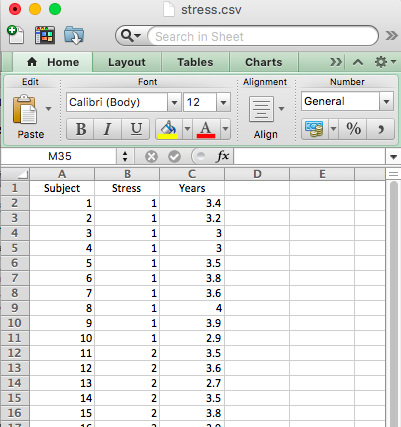 stress.csv
Search in Sheet
Home Layout Tables Charts
Edit Font Alignment Number
Calibri (Body) 12 General
Paste B I U A Align % ,
M35 fx
A B C D E
1 Subject Stress Years
2 1 1 3.4
3 2 1 3.2
4 3 1 3
5 4 1 3
6 5 1 3.5
7 6 1 3.8
8 7 1 3.6
9 8 1 4
10 9 1 3.9
11 10 1 2.9
12 11 2 3.5
13 12 2 3.6
14 13 2 2.7
15 14 2 3.5
16 15 2 3.8